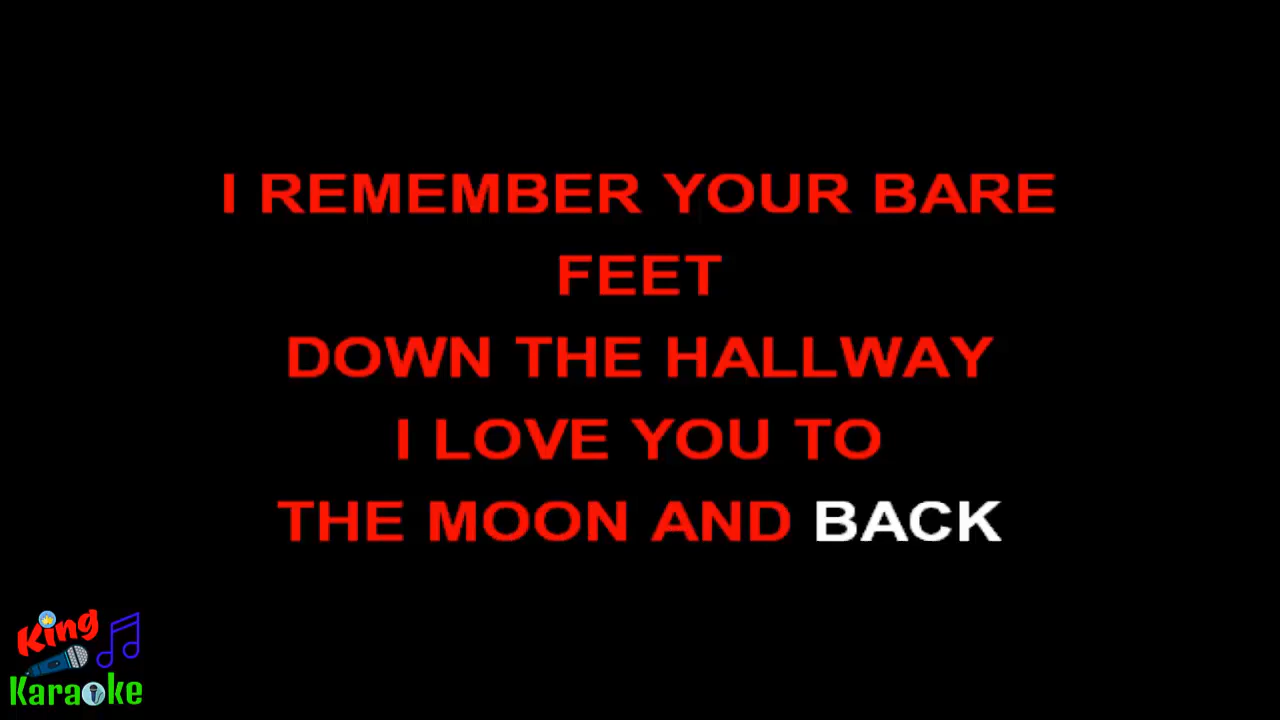 I REMEMBER YOUR BARE
FEET
DOWN THE HALLWAY
I LOVE YOU TO
THE MOON AND BACK
King
Karaoke